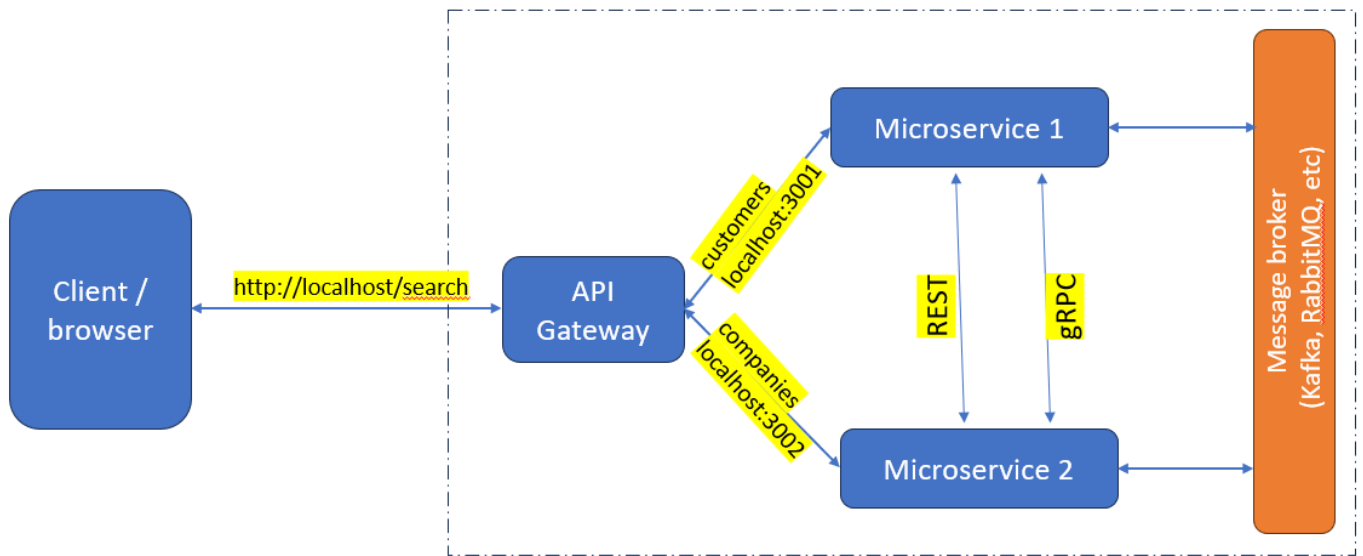 Client /
browser
http://localhost/search
API
Gateway
customers
localhost:3001
companies
localhost:3002
Microservice 1
REST
gRPC
Microservice 2
Message broker
(Kafka, RabbitMQ, etc)